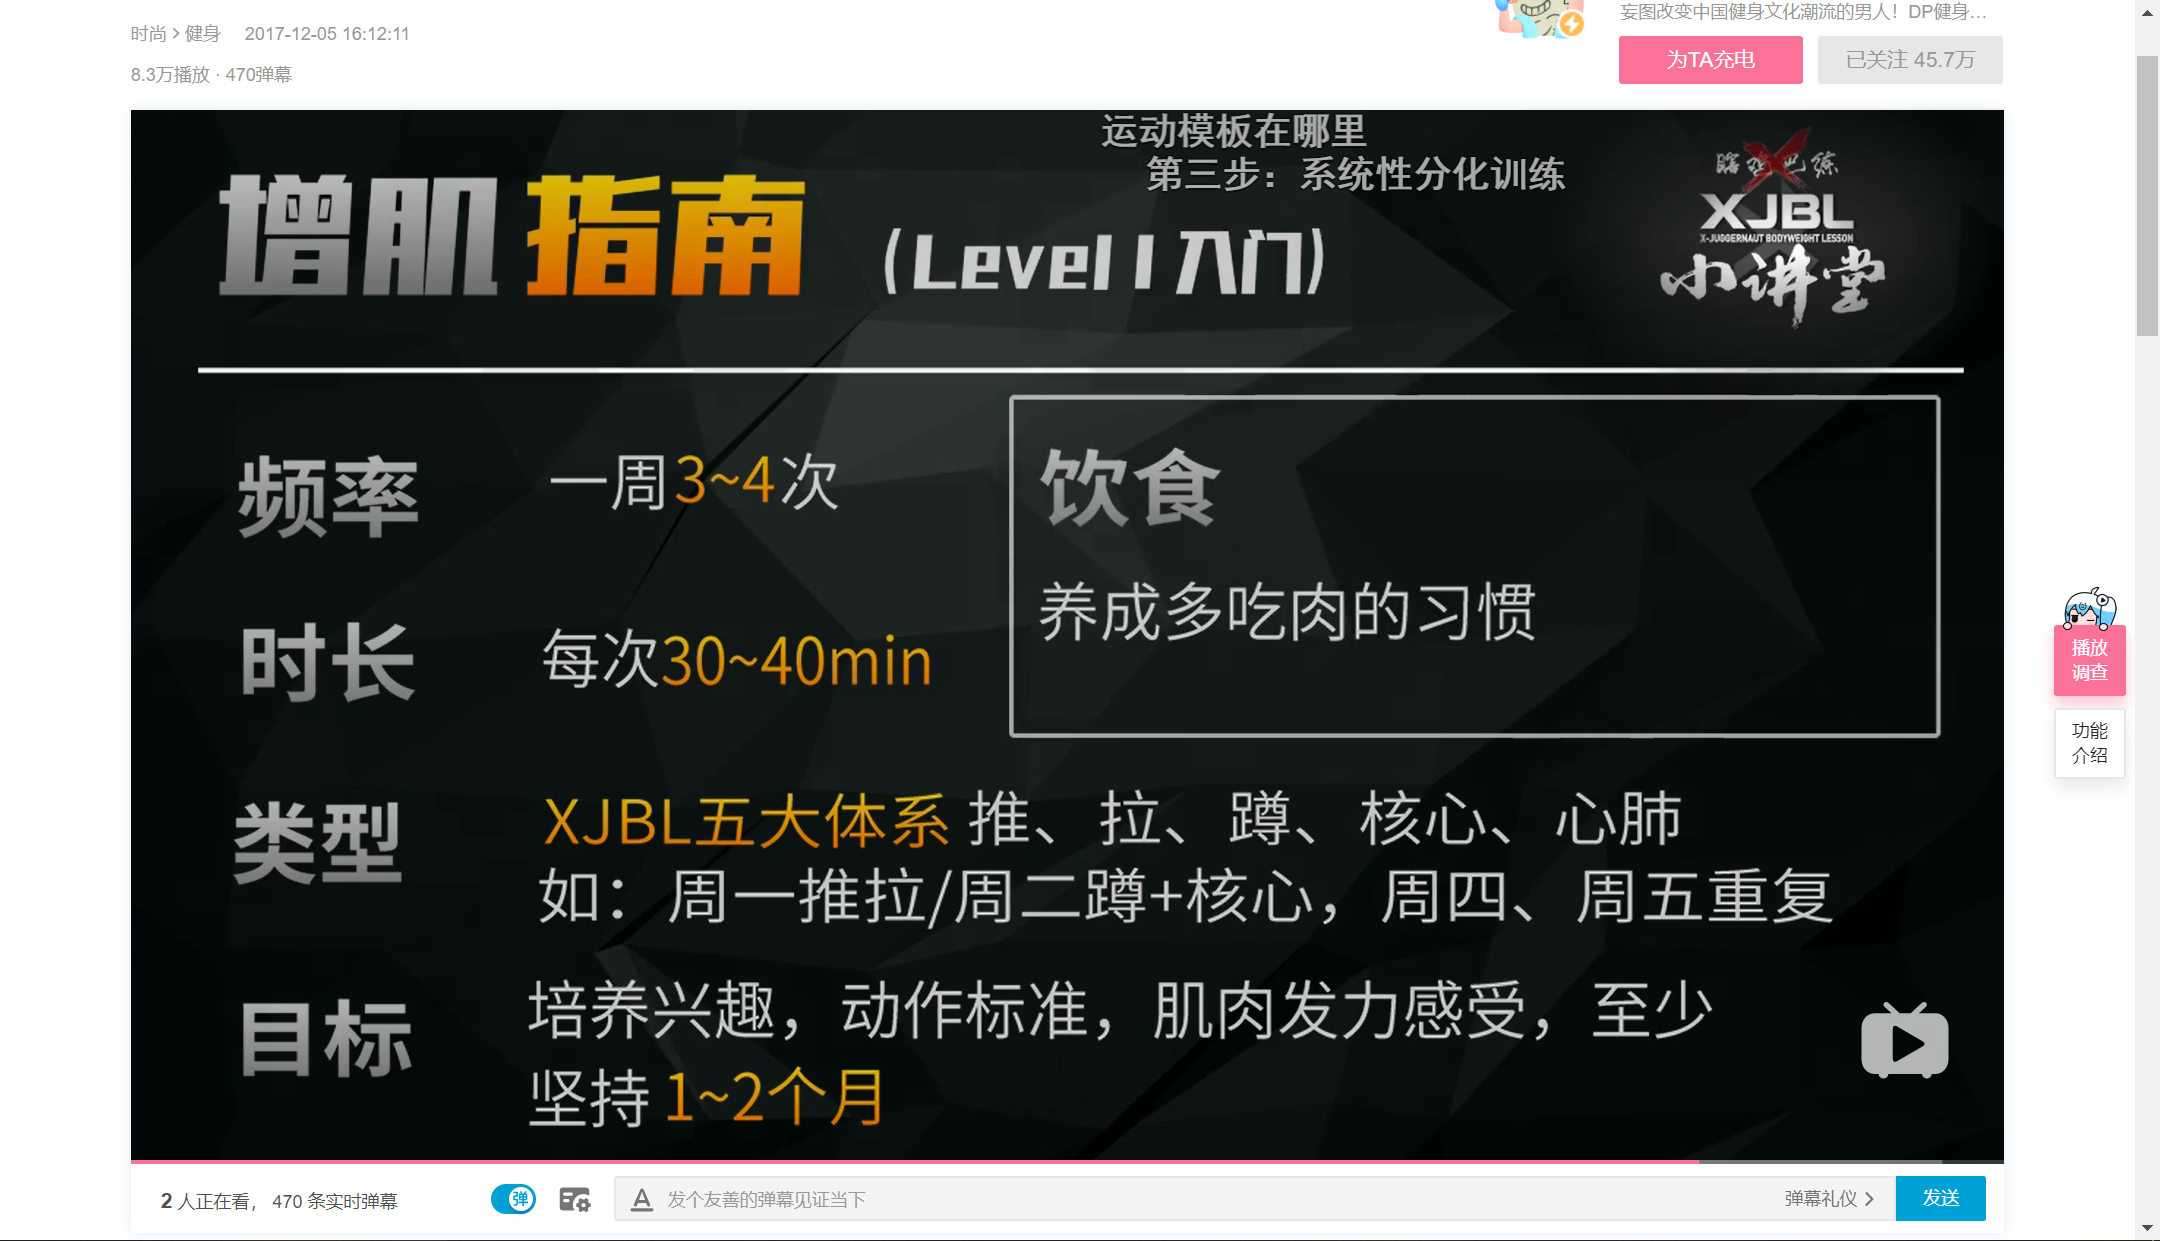 妄图改变中国健身文化潮流的男人！DP健身…
时尚 > 健身 2017-12-05 16:12:11
为TA充电
已关注 45.7万
8.3万播放 · 470弹幕
运动模板在哪里
第三步：系统性分化训练
瞎 巴练
XJBL
X-JUGGERNAUT BODYWEIGHT LESSON
小讲堂
增肌指南 (Level 1 入门)
频率 一周3~4次
饮食
养成多吃肉的习惯
时长 每次30~40min
类型 XJBL五大体系 推、拉、蹲、核心、心肺
如：周一推拉/周二蹲+核心，周四、周五重复
目标 培养兴趣，动作标准，肌肉发力感受，至少
坚持 1~2个月
播放
调查
功能
介绍
2 人正在看， 470 条实时弹幕
弹
A 发个友善的弹幕见证当下
弹幕礼仪 >
发送